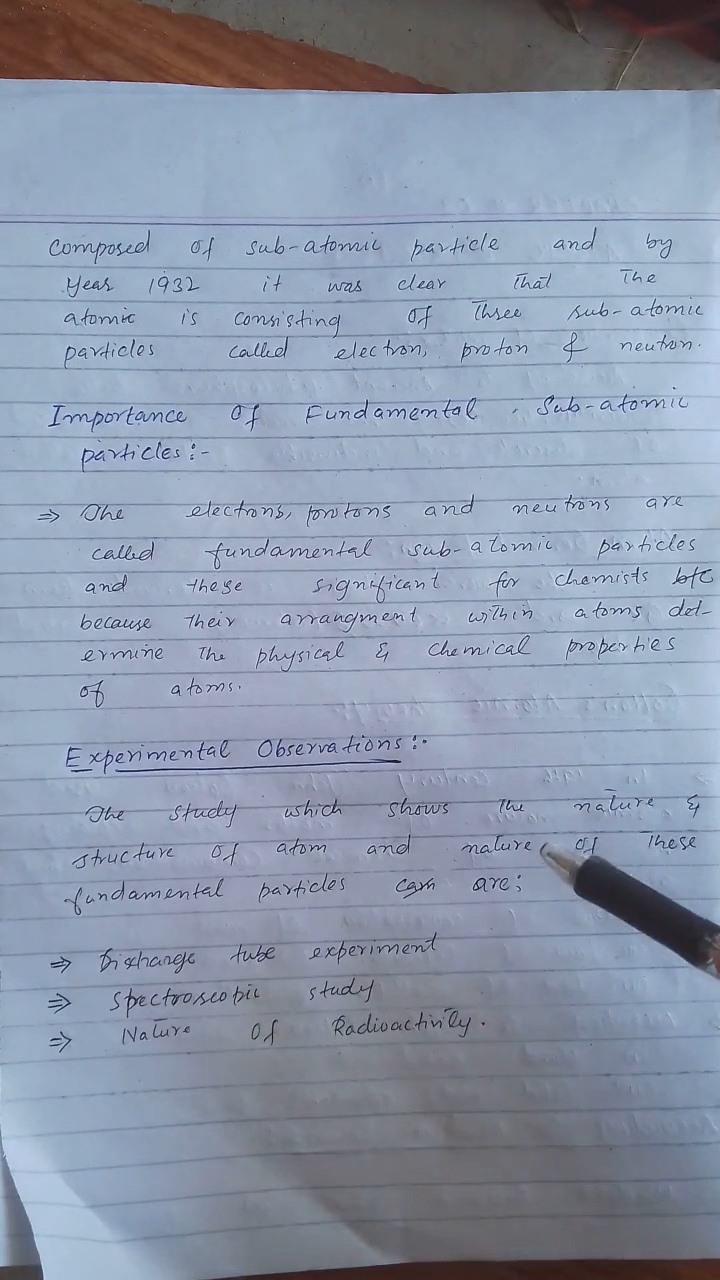 Composed of sub-atomic particle and by
Year 1932 it was clear that the
atomic is consisting of three sub-atomic
particles called electron, proton & neutron.
Importance of Fundamental Sub-atomic
particles:-
⇒ The electrons, protons and neutrons are
called fundamental sub-atomic particles
and these significant for chemists
because their arrangment within atoms det-
ermine the physical & chemical properties
of atoms.
Experimental Observations:-
The study which shows the nature &
structure of atom and nature of these
fundamental particles are:
⇒ Discharge tube experiment
⇒ Spectroscopic study
⇒ Nature of Radioactivity.